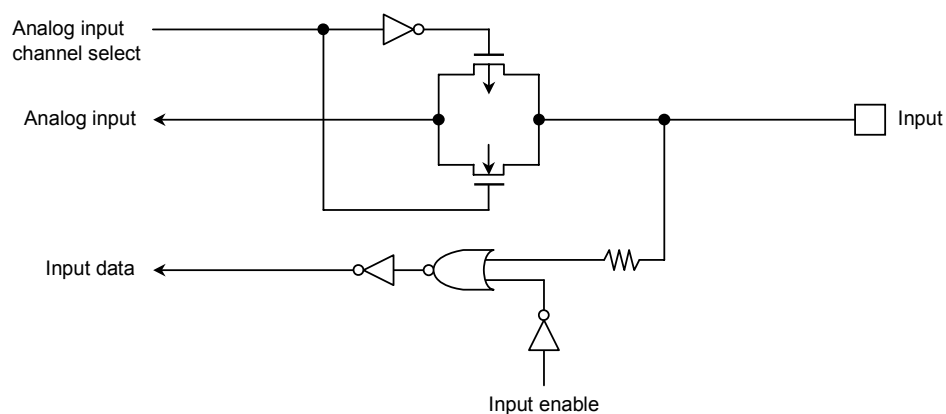 Analog input
channel select
Analog input
Input
Input data
Input enable